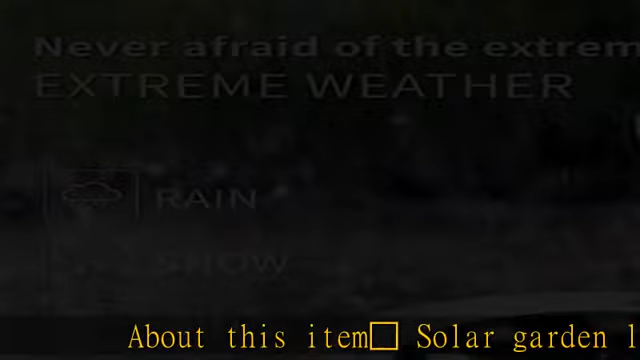 Never afraid of the extrem
EXTREME WEATHER
RAIN
SNOW
About this item□ Solar garden l